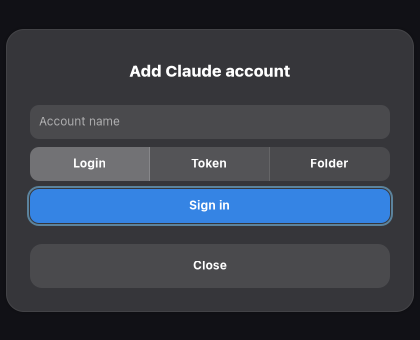 Add Claude account
Account name
Login Token Folder
Sign in
Close